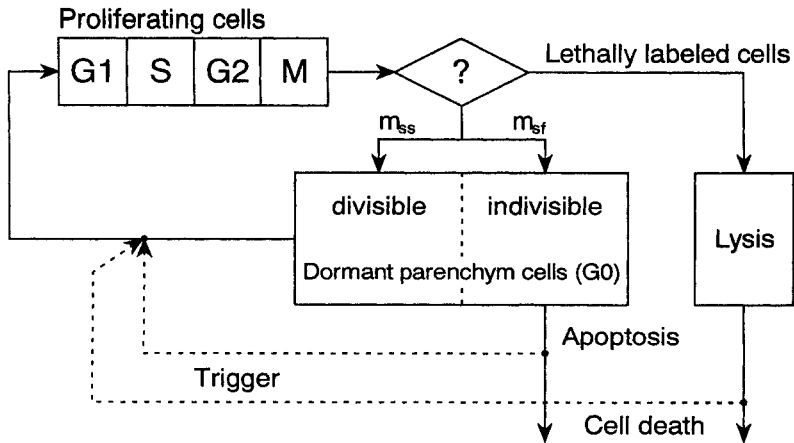 Proliferating cells
G1 S G2 M
?
Lethally labeled cells
mss msf
divisible indivisible
Lysis
Dormant parenchym cells (G0)
Apoptosis
Trigger
Cell death